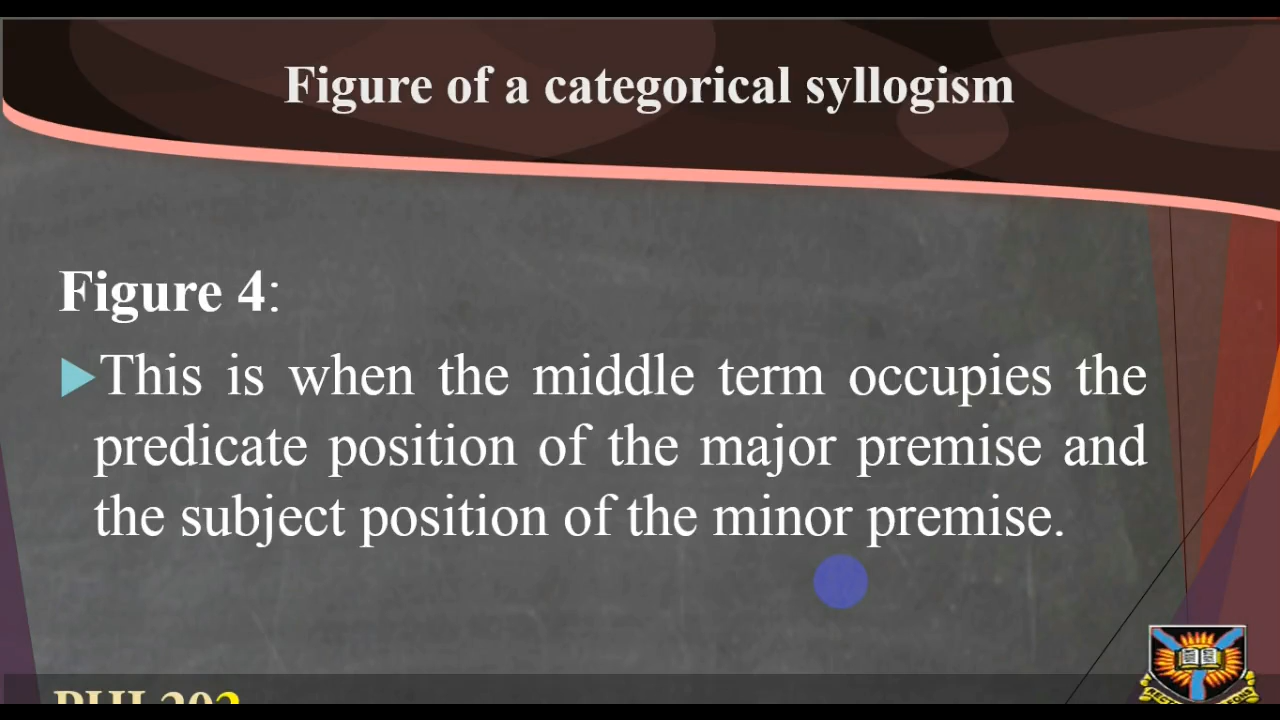 Figure of a categorical syllogism
Figure 4:
This is when the middle term occupies the
predicate position of the major premise and
the subject position of the minor premise.